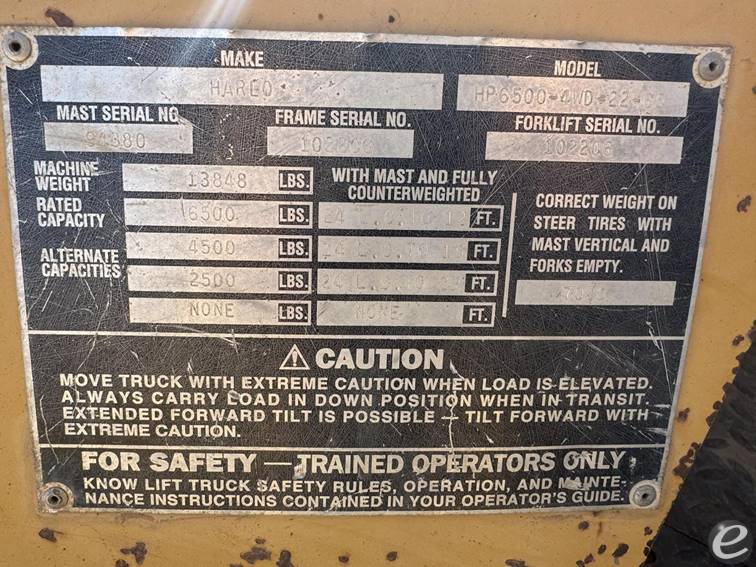 MAKE
HARLO
MODEL
HP6500-4WD-22-
MAST SERIAL NO
FRAME SERIAL NO.
FORKLIFT SERIAL NO.
MACHINE WEIGHT 13848 LBS.
WITH MAST AND FULLY
COUNTERWEIGHTED
RATED CAPACITY 6500 LBS. FT.
ALTERNATE CAPACITIES
4500 LBS. FT.
2500 LBS. FT.
NONE LBS. NONE FT.
CORRECT WEIGHT ON
STEER TIRES WITH
MAST VERTICAL AND
FORKS EMPTY.
CAUTION
MOVE TRUCK WITH EXTREME CAUTION WHEN LOAD IS ELEVATED.
ALWAYS CARRY LOAD IN DOWN POSITION WHEN IN TRANSIT.
EXTENDED FORWARD TILT IS POSSIBLE — TILT FORWARD WITH
EXTREME CAUTION.
FOR SAFETY — TRAINED OPERATORS ONLY
KNOW LIFT TRUCK SAFETY RULES, OPERATION, AND MAINTE-
NANCE INSTRUCTIONS CONTAINED IN YOUR OPERATOR'S GUIDE.
e